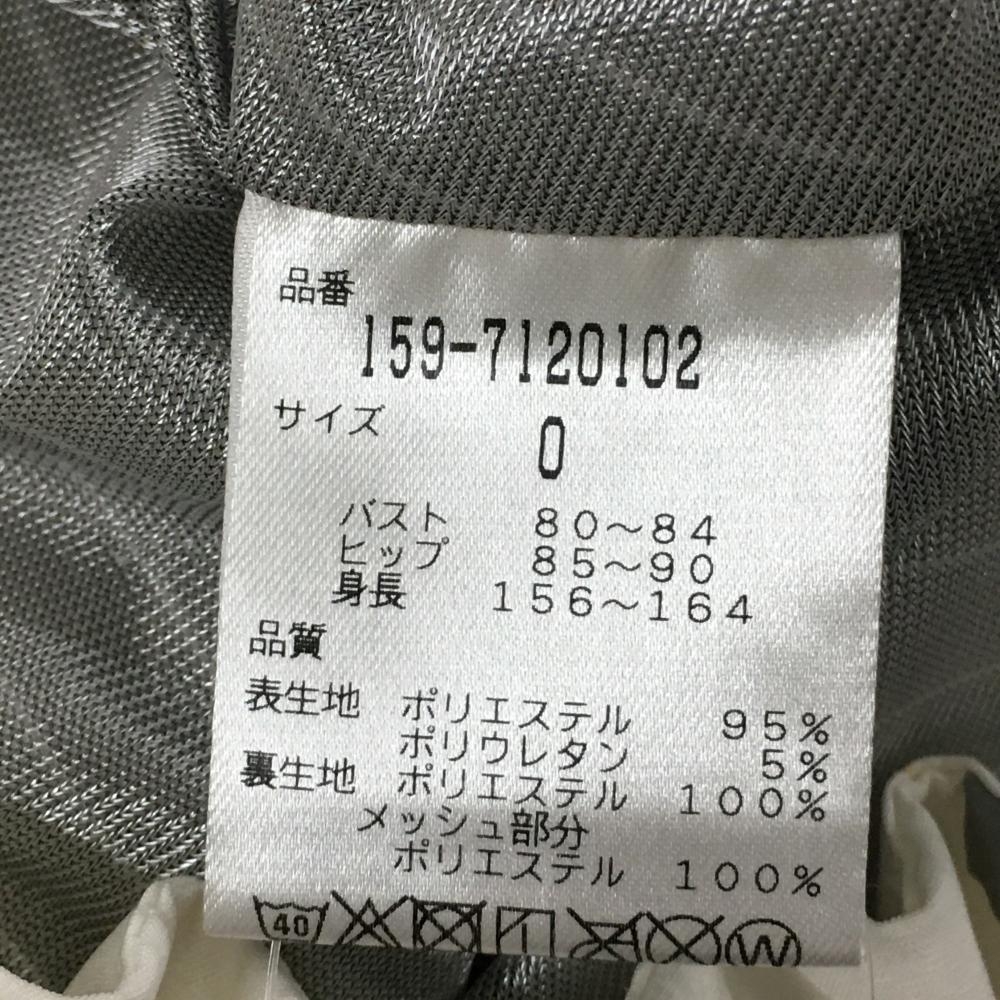 品番
159-7120102
サイズ
0
バスト 80～84
ヒップ 85～90
身長 156～164
品質
表生地 ポリエステル 95%
ポリウレタン 5%
裏生地 ポリエステル 100%
メッシュ部分
ポリエステル 100%
40 W